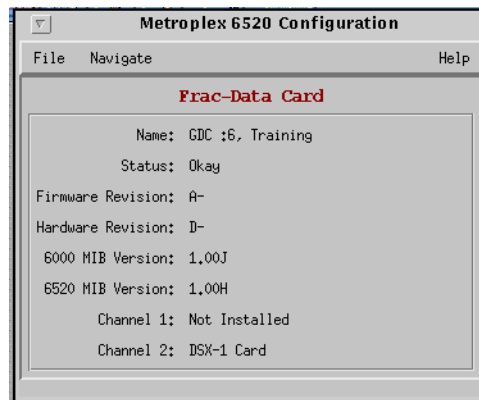 Metroplex 6520 Configuration
File Navigate Help
Frac-Data Card
Name: GDC :6, Training
Status: Okay
Firmware Revision: A-
Hardware Revision: D-
6000 MIB Version: 1.00J
6520 MIB Version: 1.00H
Channel 1: Not Installed
Channel 2: DSX-1 Card